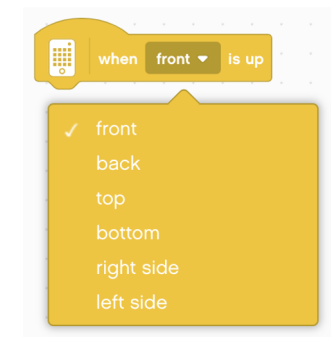 when front is up
front
back
top
bottom
right side
left side